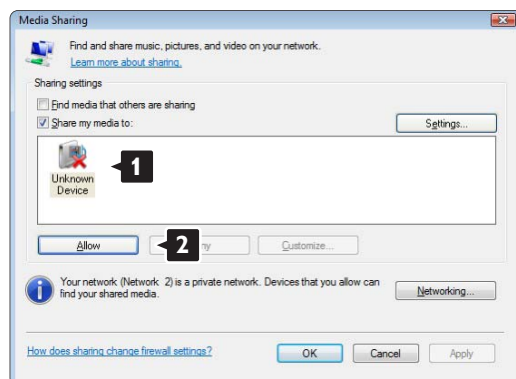 Media Sharing
Find and share music, pictures, and video on your network.
Learn more about sharing.
Sharing settings
Find media that others are sharing
Share my media to:
Settings...
Unknown
Device
1
Allow
2
ny
Customize...
Your network (Network 2) is a private network. Devices that you allow can
find your shared media.
Networking...
How does sharing change firewall settings?
OK
Cancel
Apply